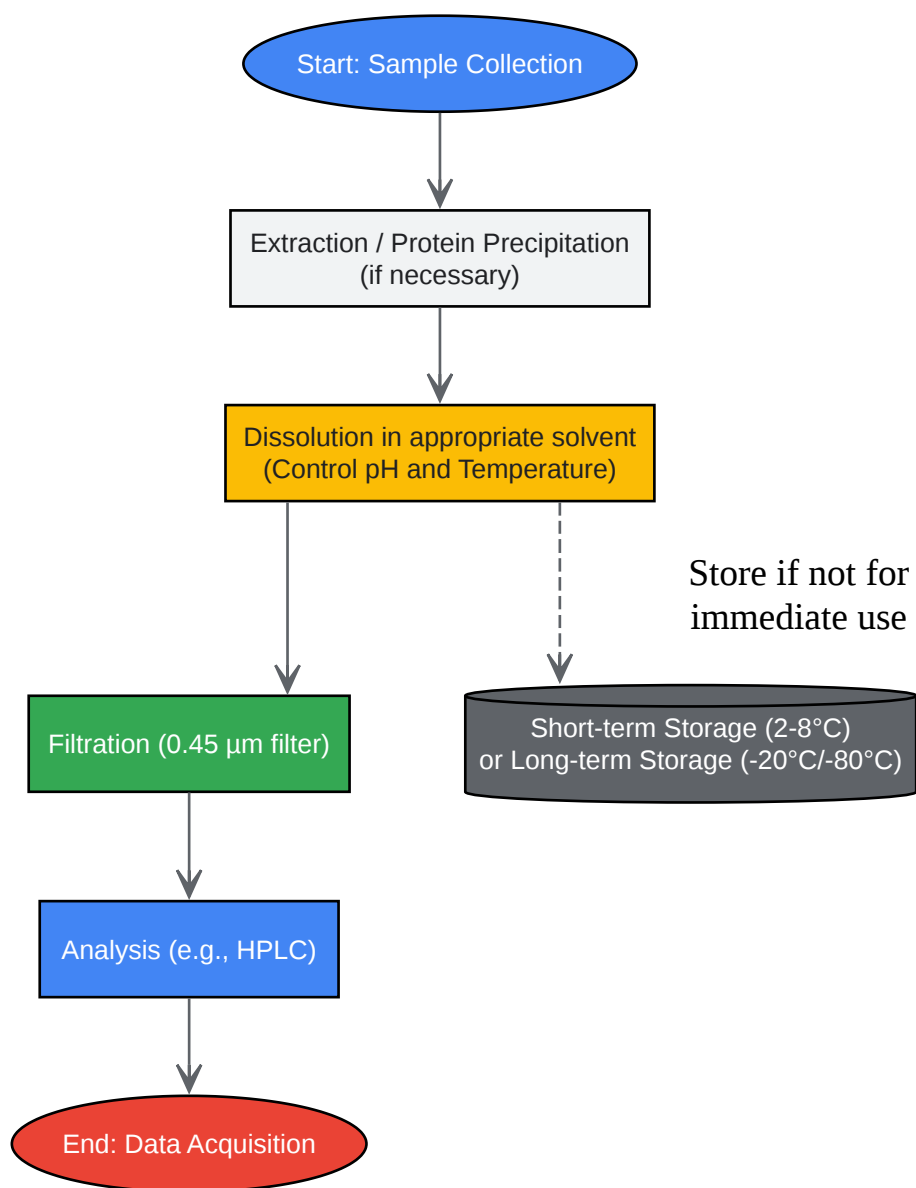 Start: Sample Collection
Extraction / Protein Precipitation
(if necessary)
Dissolution in appropriate solvent
(Control pH and Temperature)
Store if not for
immediate use
Filtration (0.45 µm filter)
Short-term Storage (2-8°C)
or Long-term Storage (-20°C/-80°C)
Analysis (e.g., HPLC)
End: Data Acquisition